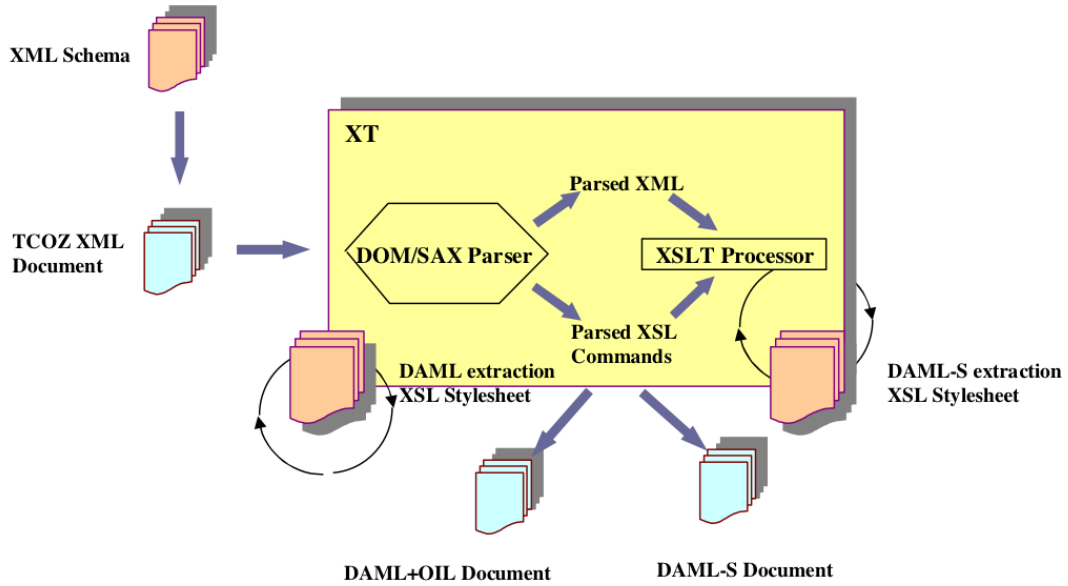 XML Schema
XT
Parsed XML
TCOZ XML
Document
DOM/SAX Parser
XSLT Processor
Parsed XSL
Commands
DAML extraction
XSL Stylesheet
DAML-S extraction
XSL Stylesheet
DAML+OIL Document
DAML-S Document